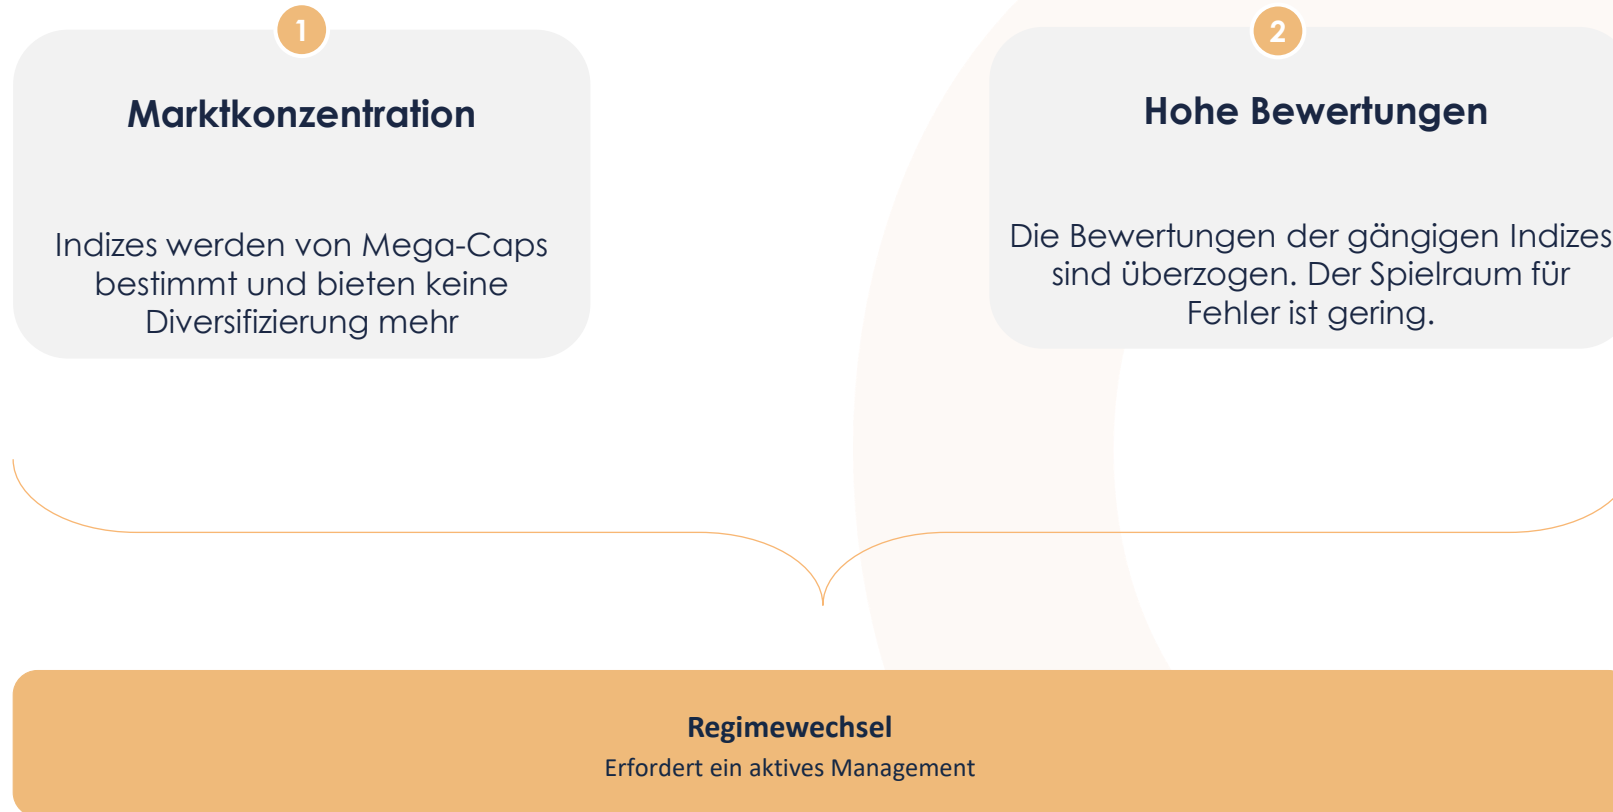 1
Marktkonzentration
Indizes werden von Mega-Caps
bestimmt und bieten keine
Diversifizierung mehr
2
Hohe Bewertungen
Die Bewertungen der gängigen Indizes
sind überzogen. Der Spielraum für
Fehler ist gering.
Regimewechsel
Erfordert ein aktives Management